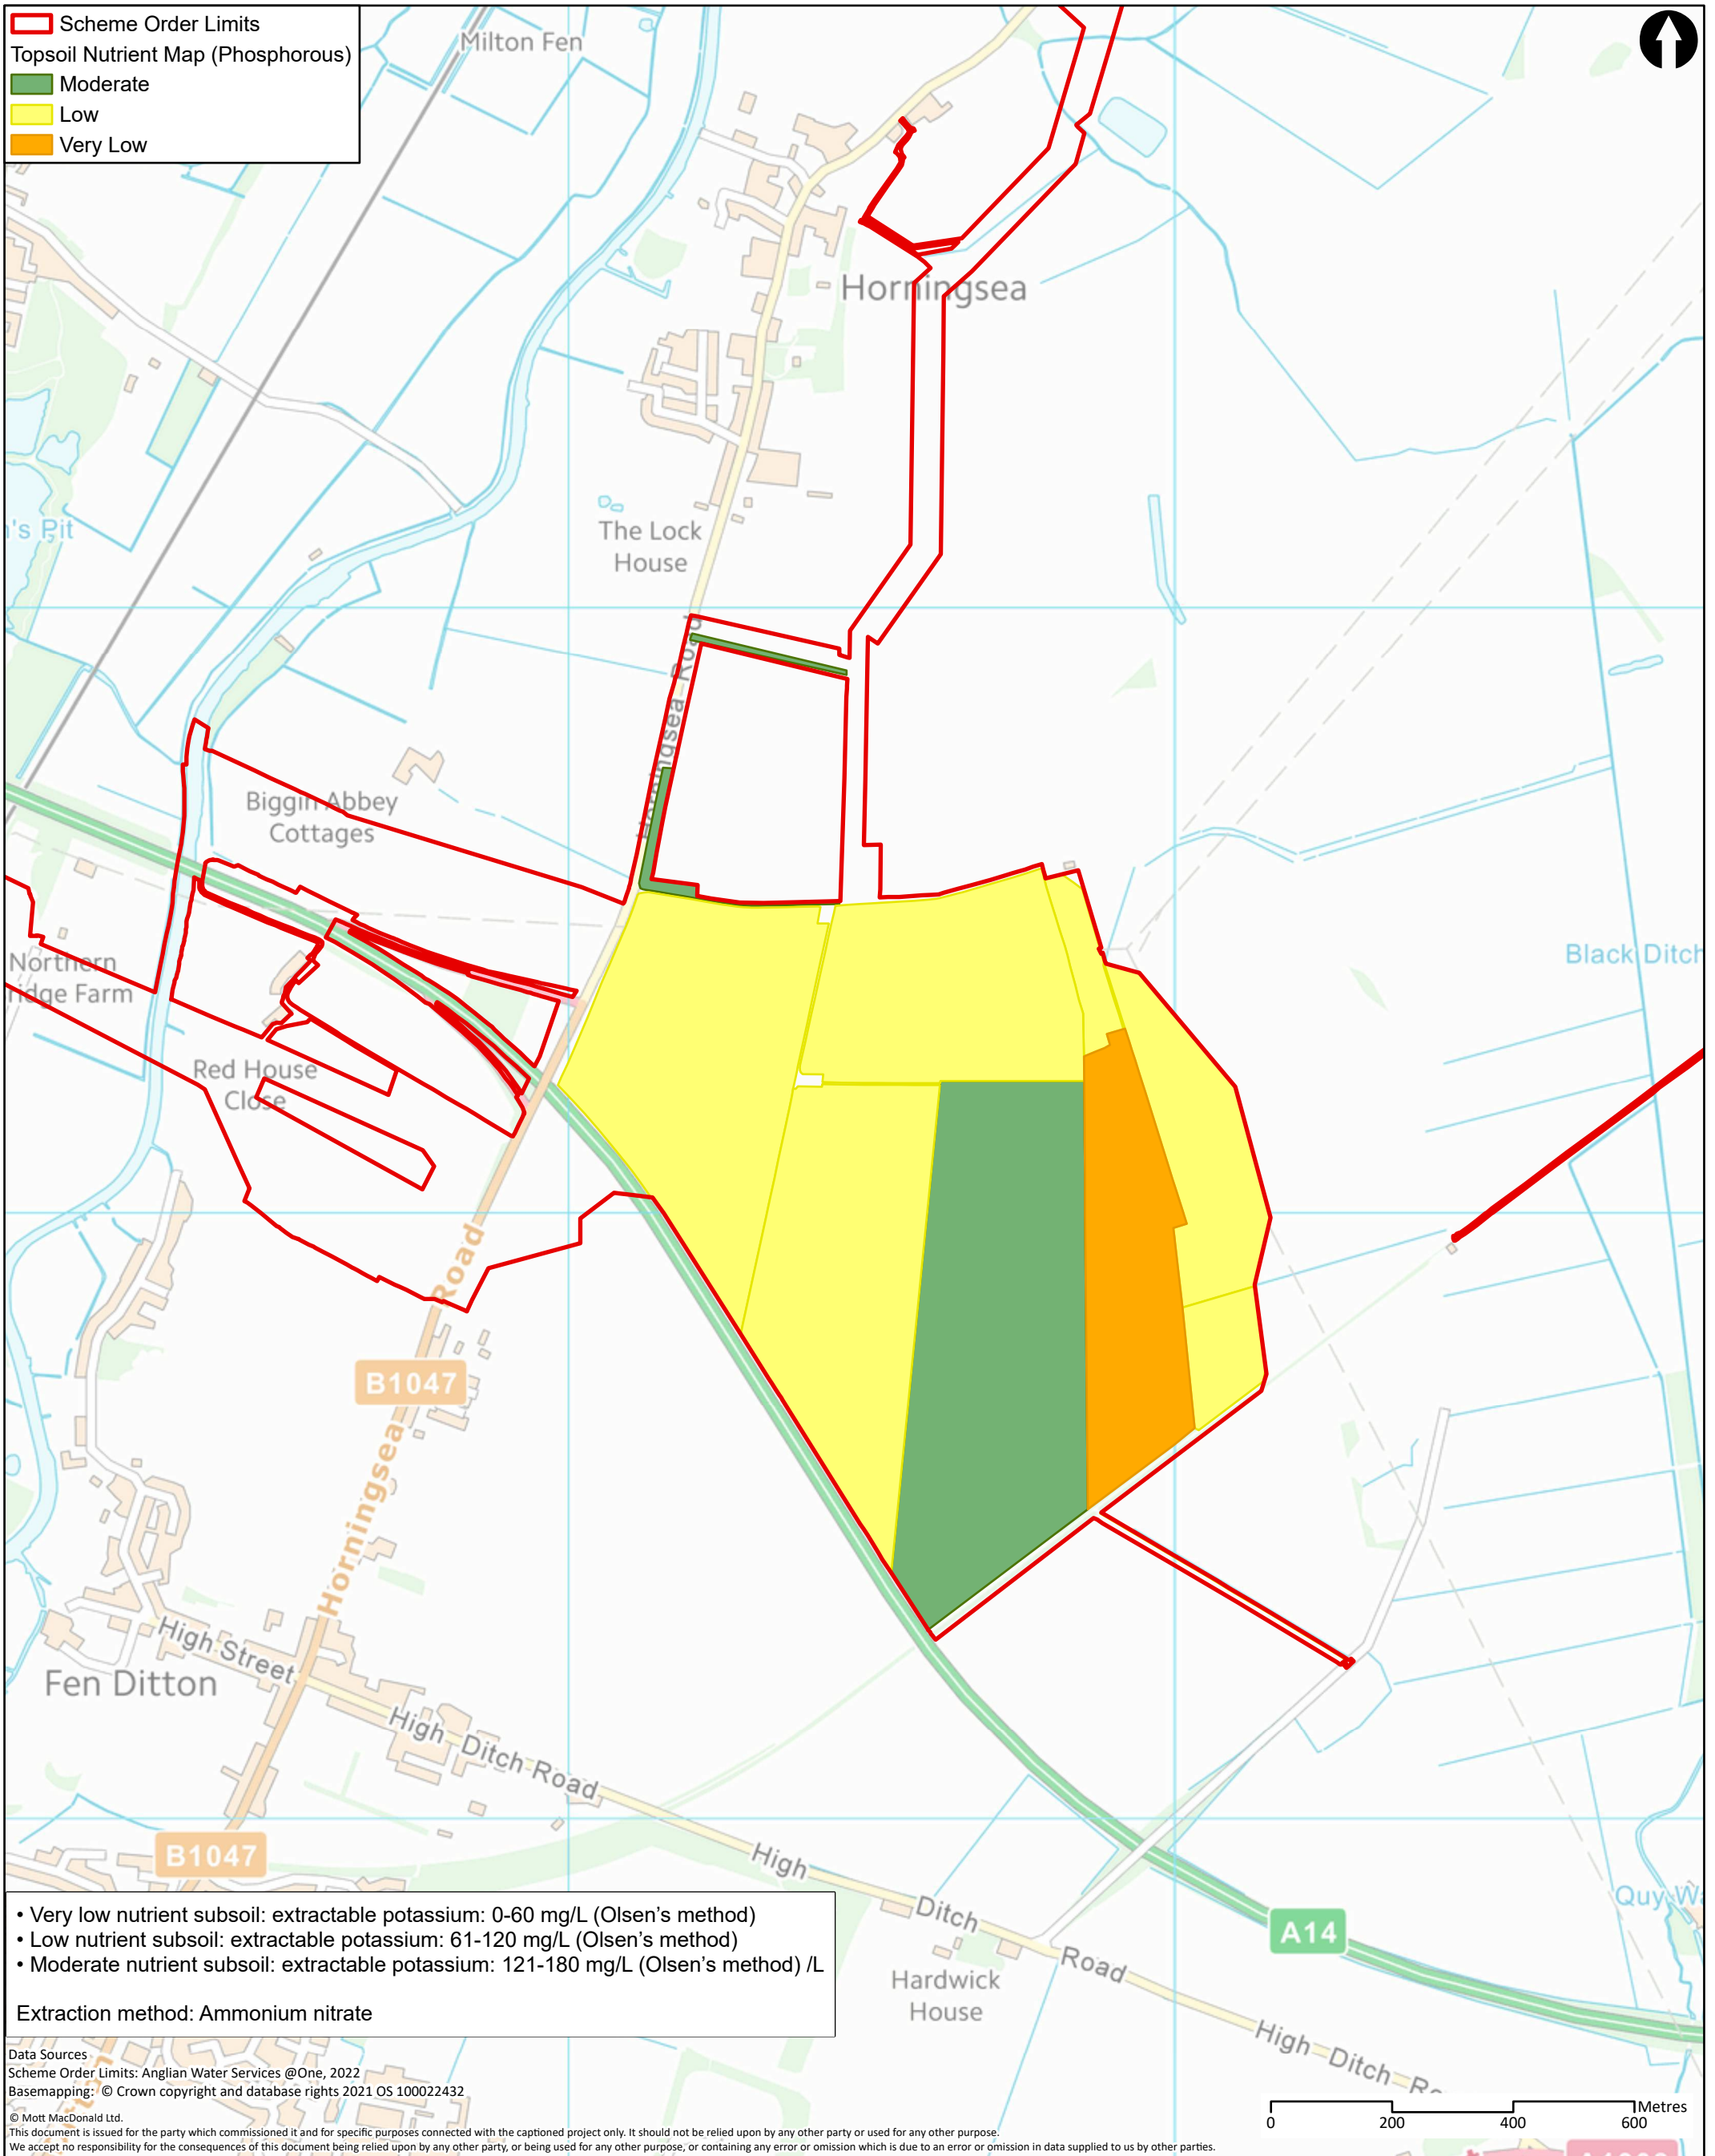 Scheme Order Limits
Topsoil Nutrient Map (Phosphorous)
Moderate
Low
Very Low
Milton Fen
Horningsea
n's Pit
The Lock
House
Horningsea Road
Biggin Abbey
Cottages
Northern
ridge Farm
Black Ditch
Red House
Close
Horningsea Road
B1047
High Street
Fen Ditton
High Ditch Road
B1047
High Ditch Road
Quy Wa
A14
Hardwick
House
High Ditch Ro
• Very low nutrient subsoil: extractable potassium: 0-60 mg/L (Olsen’s method)
• Low nutrient subsoil: extractable potassium: 61-120 mg/L (Olsen’s method)
• Moderate nutrient subsoil: extractable potassium: 121-180 mg/L (Olsen’s method) /L
Extraction method: Ammonium nitrate
Data Sources
Scheme Order Limits: Anglian Water Services @One, 2022
Basemapping: © Crown copyright and database rights 2021 OS 100022432
© Mott MacDonald Ltd.
This document is issued for the party which commissioned it and for specific purposes connected with the captioned project only. It should not be relied upon by any other party or used for any other purpose.
We accept no responsibility for the consequences of this document being relied upon by any other party, or being used for any other purpose, or containing any error or omission which is due to an error or omission in data supplied to us by other parties.
Metres
0 200 400 600